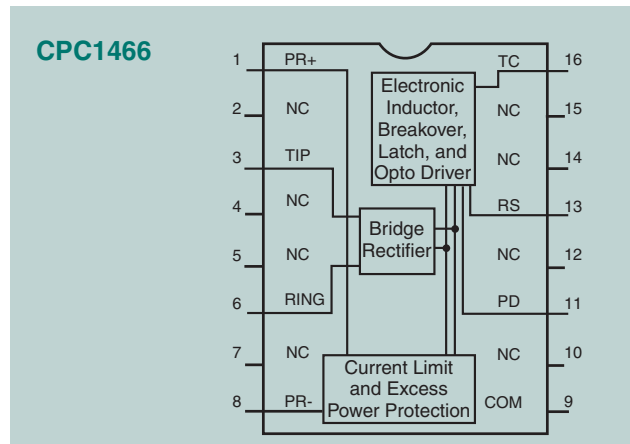 CPC1466
1 PR+ TC 16
Electronic
Inductor,
Breakover,
Latch, and
Opto Driver
2 NC NC 15
3 TIP NC 14
4 NC RS 13
Bridge
Rectifier
5 NC NC 12
6 RING PD 11
7 NC NC 10
Current Limit
and Excess
Power Protection
8 PR- COM 9